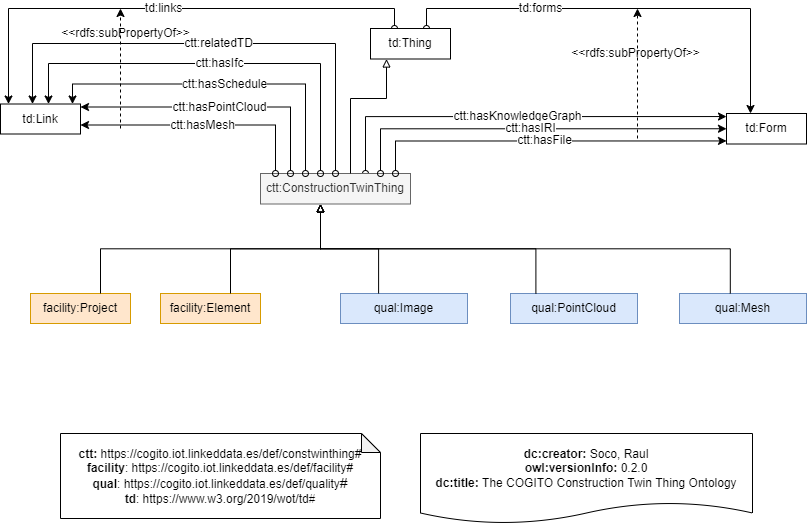 td:links
td:forms
<<rdfs:subPropertyOf>>
ctt:relatedTD
td:Thing
<<rdfs:subPropertyOf>>
ctt:hasIfc
ctt:hasSchedule
ctt:hasPointCloud
td:Link
ctt:hasMesh
ctt:hasKnowledgeGraph
ctt:hasIRI
td:Form
ctt:hasFile
ctt:ConstructionTwinThing
facility:Project
facility:Element
qual:Image
qual:PointCloud
qual:Mesh
ctt: https://cogito.iot.linkeddata.es/def/constwinthing#
facility: https://cogito.iot.linkeddata.es/def/facility#
qual: https://cogito.iot.linkeddata.es/def/quality#
td: https://www.w3.org/2019/wot/td#
dc:creator: Soco, Raul
owl:versionInfo: 0.2.0
dc:title: The COGITO Construction Twin Thing Ontology